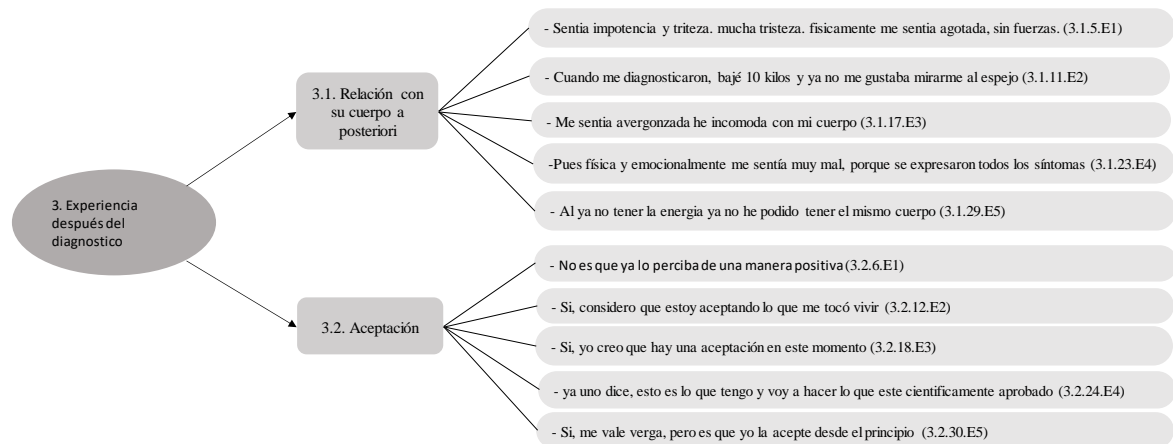 3. Experiencia
después del
diagnostico
3.1. Relación con
su cuerpo a
posteriori
- Sentia impotencia y triteza. mucha tristeza. fisicamente me sentia agotada, sin fuerzas. (3.1.5.E1)
- Cuando me diagnosticaron, bajé 10 kilos y ya no me gustaba mirarme al espejo (3.1.11.E2)
- Me sentia avergonzada he incomoda con mi cuerpo (3.1.17.E3)
-Pues física y emocionalmente me sentía muy mal, porque se expresaron todos los síntomas (3.1.23.E4)
- Al ya no tener la energia ya no he podido tener el mismo cuerpo (3.1.29.E5)
3.2. Aceptación
- No es que ya lo perciba de una manera positiva (3.2.6.E1)
- Si, considero que estoy aceptando lo que me tocó vivir (3.2.12.E2)
- Si, yo creo que hay una aceptación en este momento (3.2.18.E3)
- ya uno dice, esto es lo que tengo y voy a hacer lo que este cientificamente aprobado (3.2.24.E4)
- Si, me vale verga, pero es que yo la acepte desde el principio (3.2.30.E5)